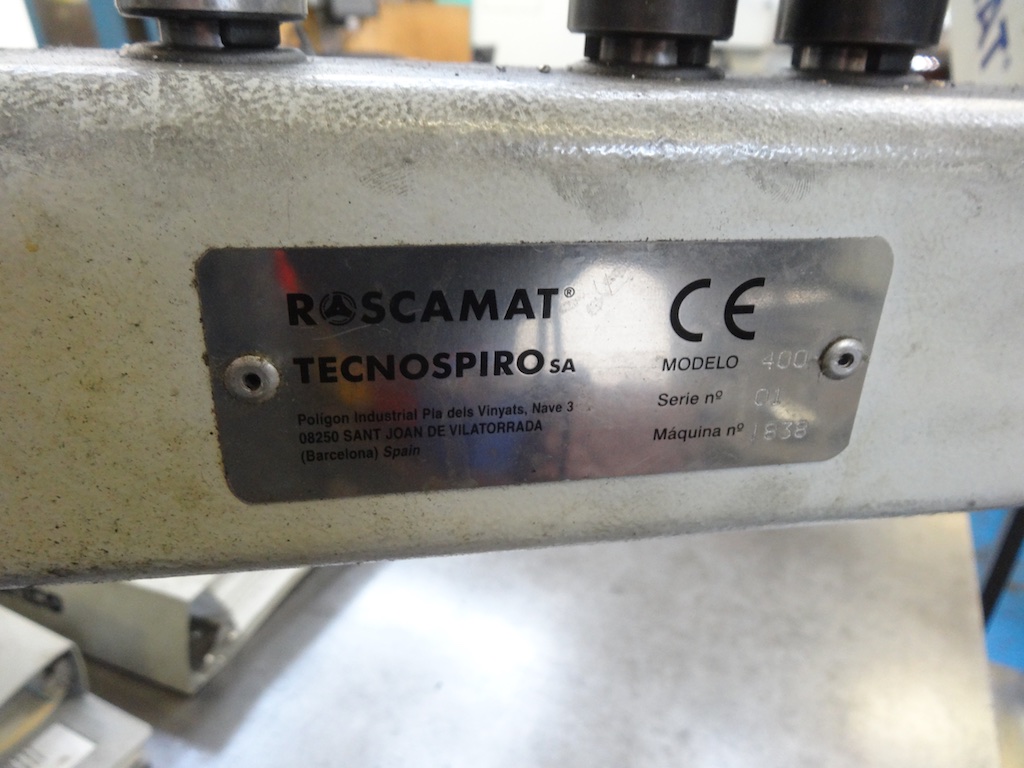 ROSCAMAT®
TECNOSPIRO SA
Polígon Industrial Pla dels Vinyats, Nave 3
08250 SANT JOAN DE VILATORRADA
(Barcelona) Spain
CE
MODELO 400
Serie nº 01
Máquina nº 1838